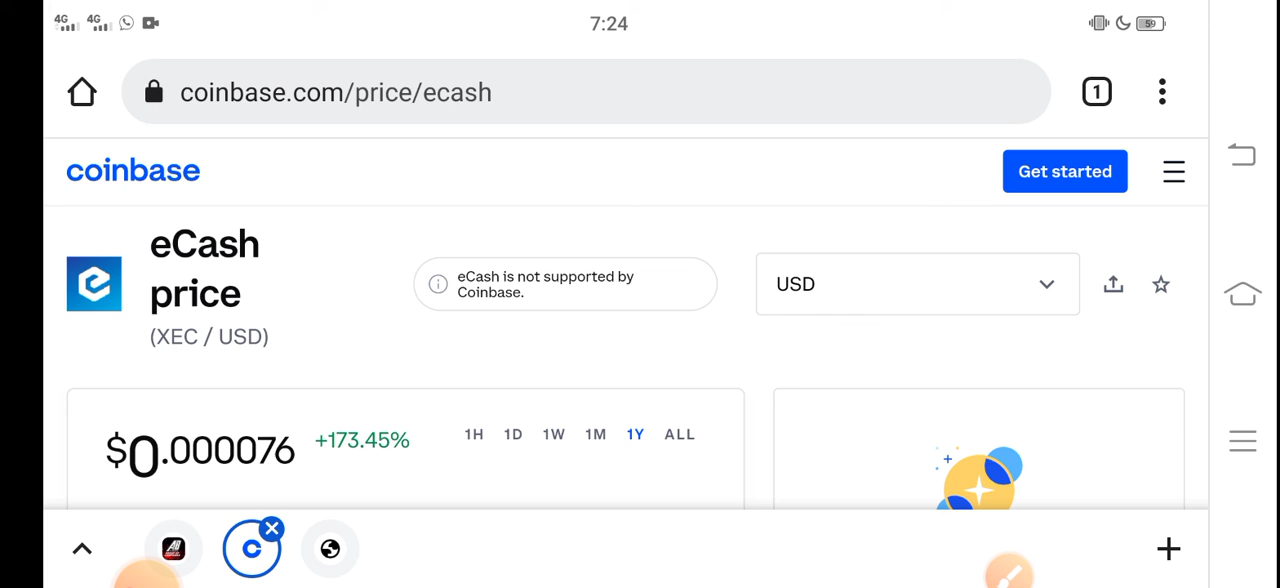 4G 4G 7:24 59
coinbase.com/price/ecash 1
coinbase Get started
eCash
price
(XEC / USD)
eCash is not supported by
Coinbase.
USD
$0.000076 +173.45% 1H 1D 1W 1M 1Y ALL